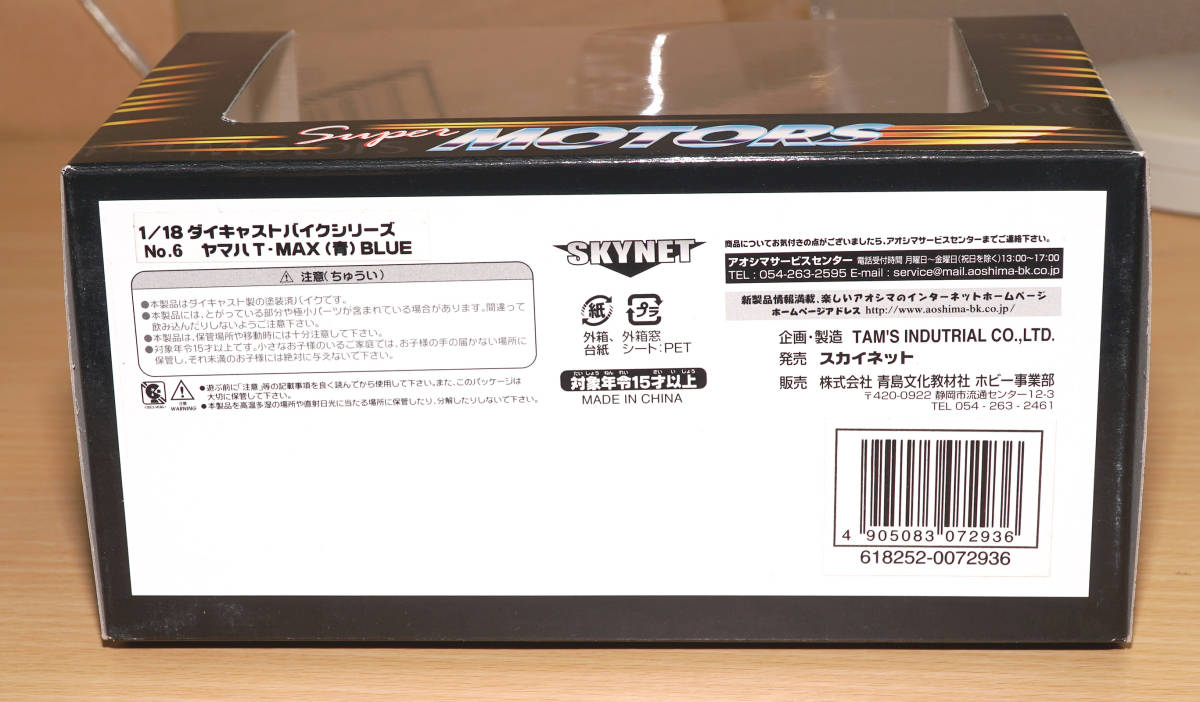 Super MOTORS
1/18 ダイキャストバイクシリーズ
No.6 ヤマハ T-MAX (青) BLUE
⚠ 注意(ちゅうい)
●本製品はダイキャスト製の塗装済バイクです。
●本製品には、とがっている部分や極小パーツが含まれている場合があります。間違って
飲み込んだりしないようご注意下さい。
●本製品は、保管場所や移動時には十分注意して下さい。
●対象年令15才以上です。小さなお子様のいるご家庭では、お子様の手の届かない場所に
保管し、それ未満のお子様には絶対に与えないで下さい。
注意
WARNING
●遊ぶ前に「注意」等の記載事項を良く読んでから使用して下さい。また、このパッケージは
大切に保管して下さい。
●本製品を高温多湿の場所や直射日光に当たる場所に保管したり、分解したりしないで下さい。
SKYNET
紙 プラ
外箱、 外箱窓
台紙 シート:PET
たいしょう ねん れい さい い じょう
対象年令15才以上
MADE IN CHINA
商品についてお気付きの点がございましたら、アオシマサービスセンターまでご連絡下さい。
アオシマサービスセンター 電話受付時間 月曜日~金曜日(祝日を除く)13:00~17:00
TEL : 054-263-2595 E-mail : service@mail.aoshima-bk.co.jp
新製品情報満載、楽しいアオシマのインターネットホームページ
ホームページアドレス http://www.aoshima-bk.co.jp/
企画・製造 TAM'S INDUTRIAL CO.,LTD.
発売 スカイネット
販売 株式会社 青島文化教材社 ホビー事業部
〒420-0922 静岡市流通センター12-3
TEL 054 - 263 - 2461
4 905083 072936
618252-0072936